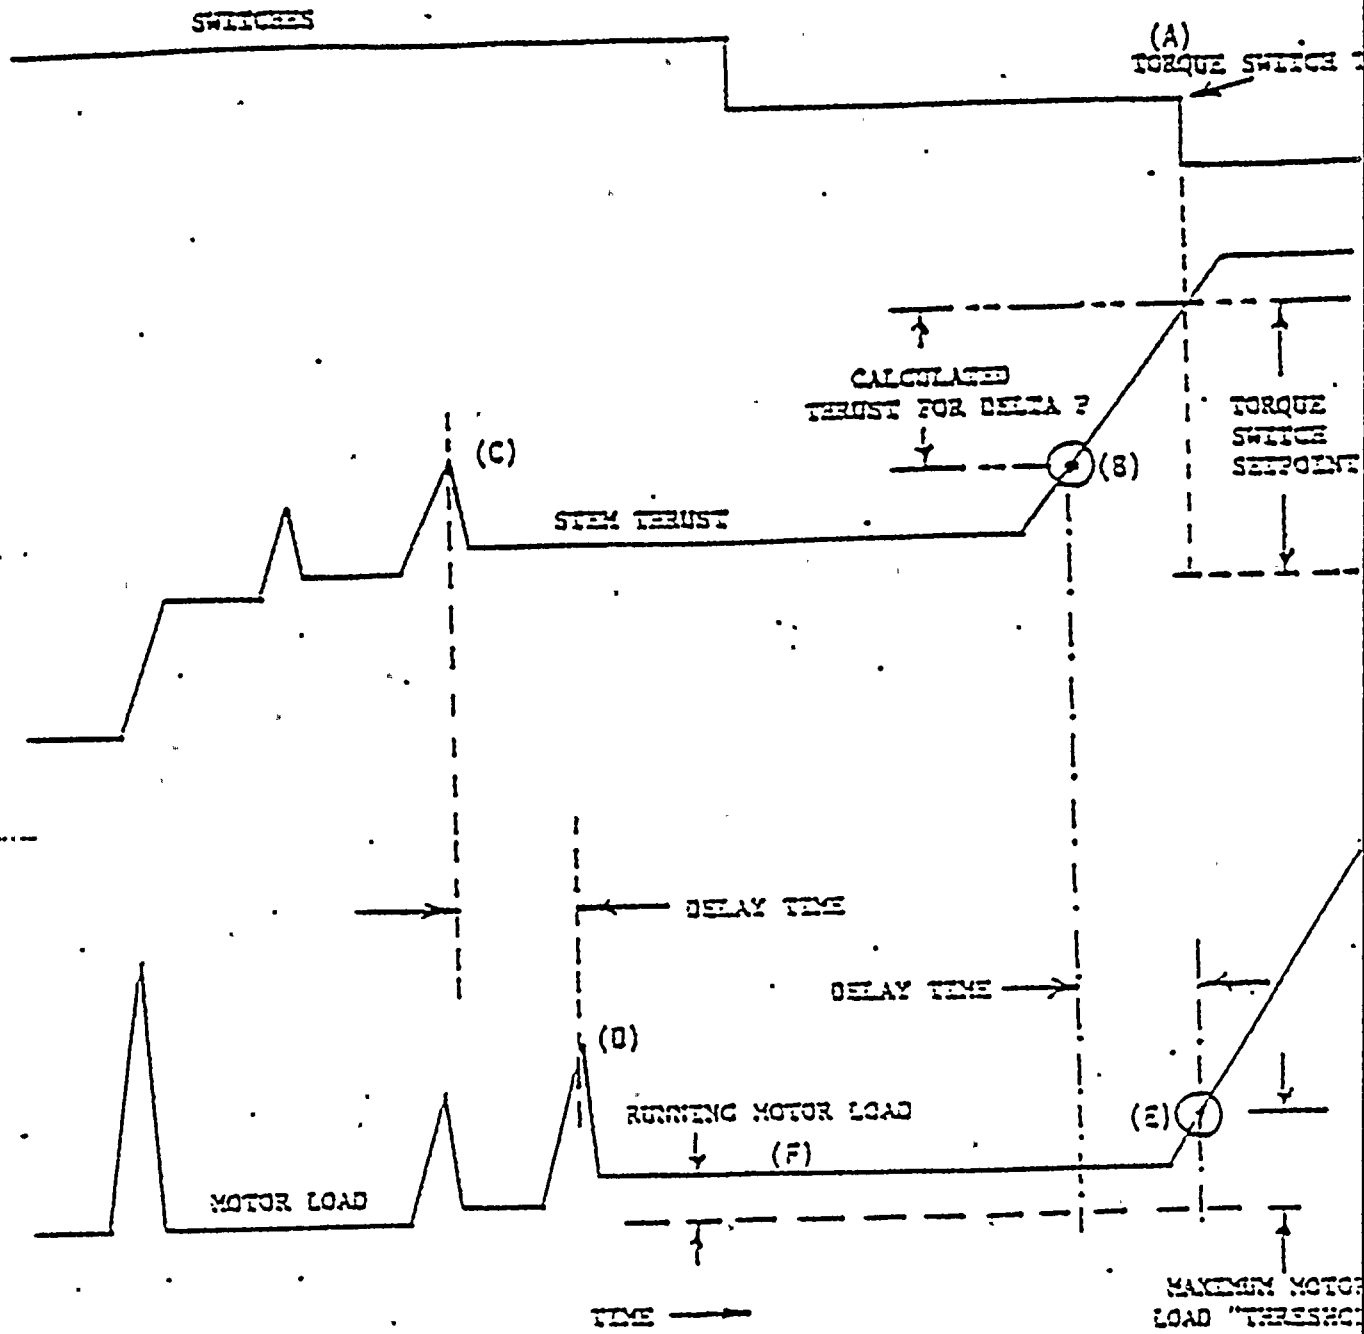 SWITCHES
(A)
TORQUE SWITCH
CALCULATED
THRUST FOR DELTA P
TORQUE
SWITCH
SETPOINT
(C)
(B)
STEM THRUST
DELAY TIME
DELAY TIME
(D)
RUNNING MOTOR LOAD
(E)
(F)
MOTOR LOAD
MAXIMUM MOTOR
TIME
LOAD "THRESHO